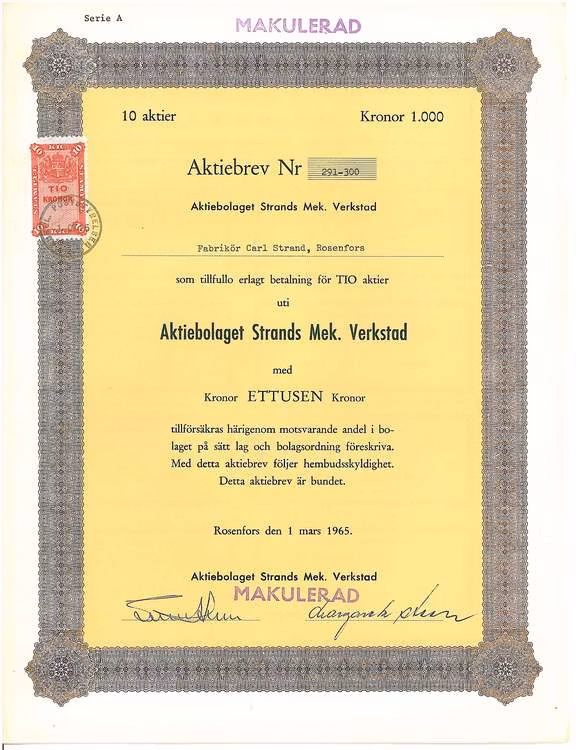 Serie A
MAKULERAD
10 aktier
Kronor 1.000
Aktiebrev Nr 291-300
Aktiebolaget Strands Mek. Verkstad
Fabrikör Carl Strand, Rosenfors
som tillfullo erlagt betalning för TIO aktier
uti
Aktiebolaget Strands Mek. Verkstad
med
Kronor ETTUSEN Kronor
tillförsäkras härigenom motsvarande andel i bo-
laget på sätt lag och bolagsordning föreskriva.
Med detta aktiebrev följer hembudsskyldighet.
Detta aktiebrev är bundet.
Rosenfors den 1 mars 1965.
Aktiebolaget Strands Mek. Verkstad
MAKULERAD
10 10
TIO
KRONOR